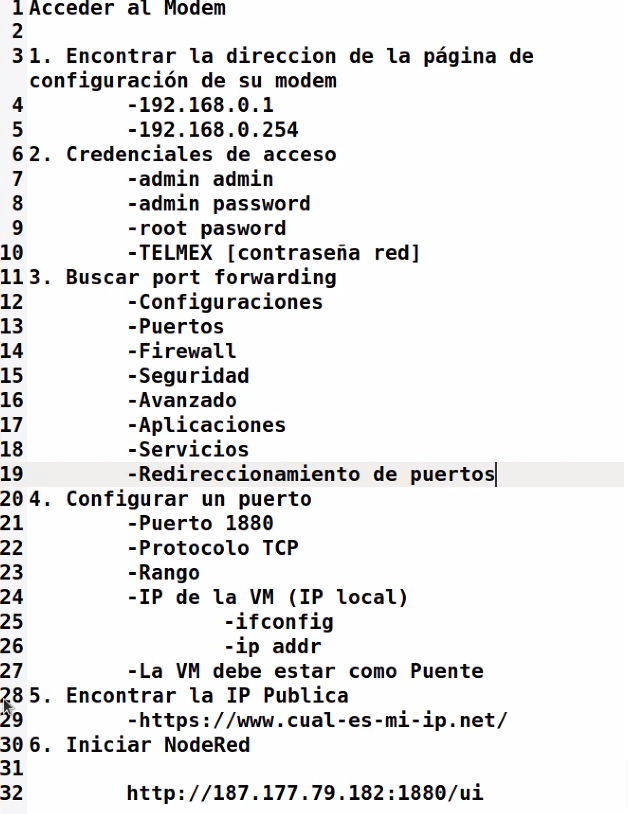 1 Acceder al Modem
2
3 1. Encontrar la direccion de la página de
configuración de su modem
4 -192.168.0.1
5 -192.168.0.254
6 2. Credenciales de acceso
7 -admin admin
8 -admin password
9 -root pasword
10 -TELMEX [contraseña red]
11 3. Buscar port forwarding
12 -Configuraciones
13 -Puertos
14 -Firewall
15 -Seguridad
16 -Avanzado
17 -Aplicaciones
18 -Servicios
19 -Redireccionamiento de puertos
20 4. Configurar un puerto
21 -Puerto 1880
22 -Protocolo TCP
23 -Rango
24 -IP de la VM (IP local)
25 -ifconfig
26 -ip addr
27 -La VM debe estar como Puente
28 5. Encontrar la IP Publica
29 -https://www.cual-es-mi-ip.net/
30 6. Iniciar NodeRed
31
32 http://187.177.79.182:1880/ui